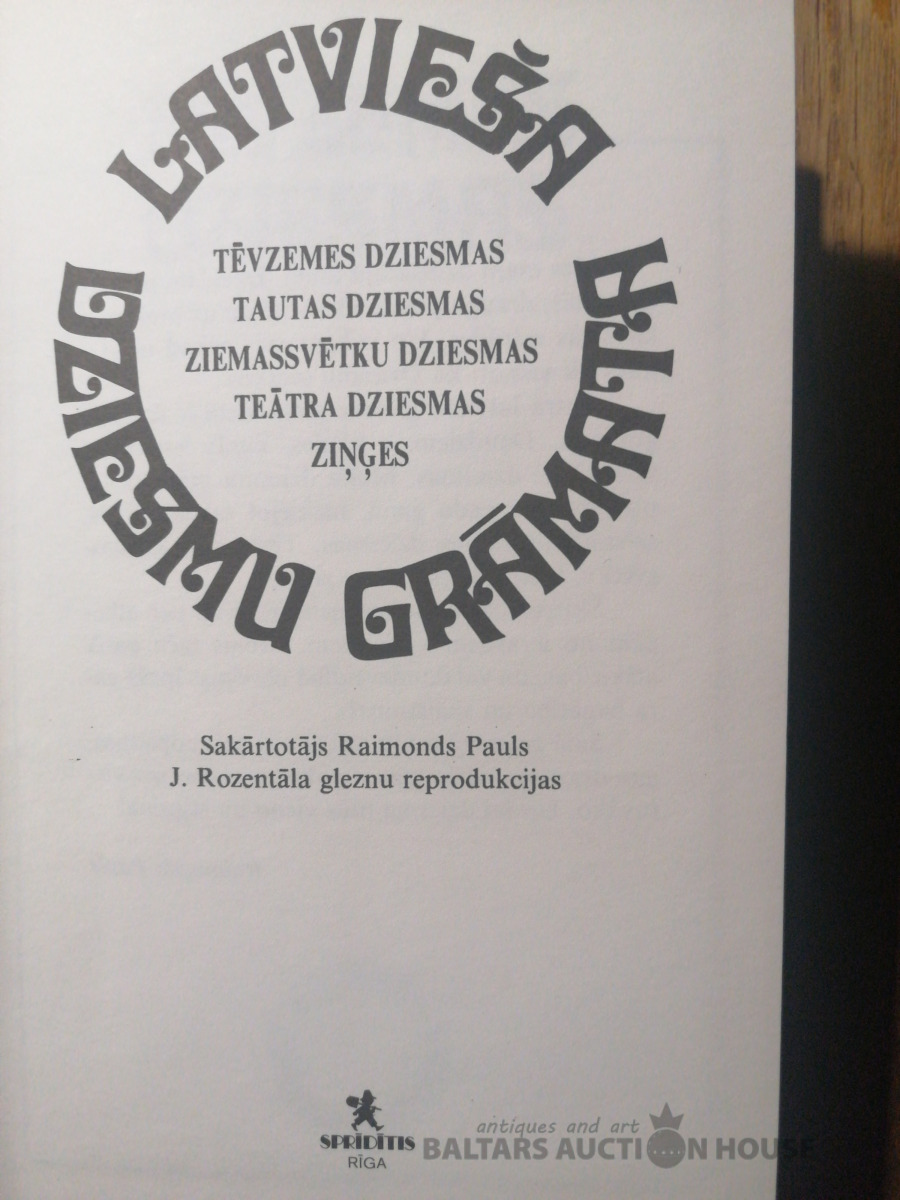 LATVIEŠA
DZIESMU GRĀMATA
TĒVZEMES DZIESMAS
TAUTAS DZIESMAS
ZIEMASSVĒTKU DZIESMAS
TEĀTRA DZIESMAS
ZIŅĢES
Sakārtotājs Raimonds Pauls
J. Rozentāla gleznu reprodukcijas
SPRĪDĪTIS
RĪGA
antiques and art
BALTARS AUCTION HOUSE